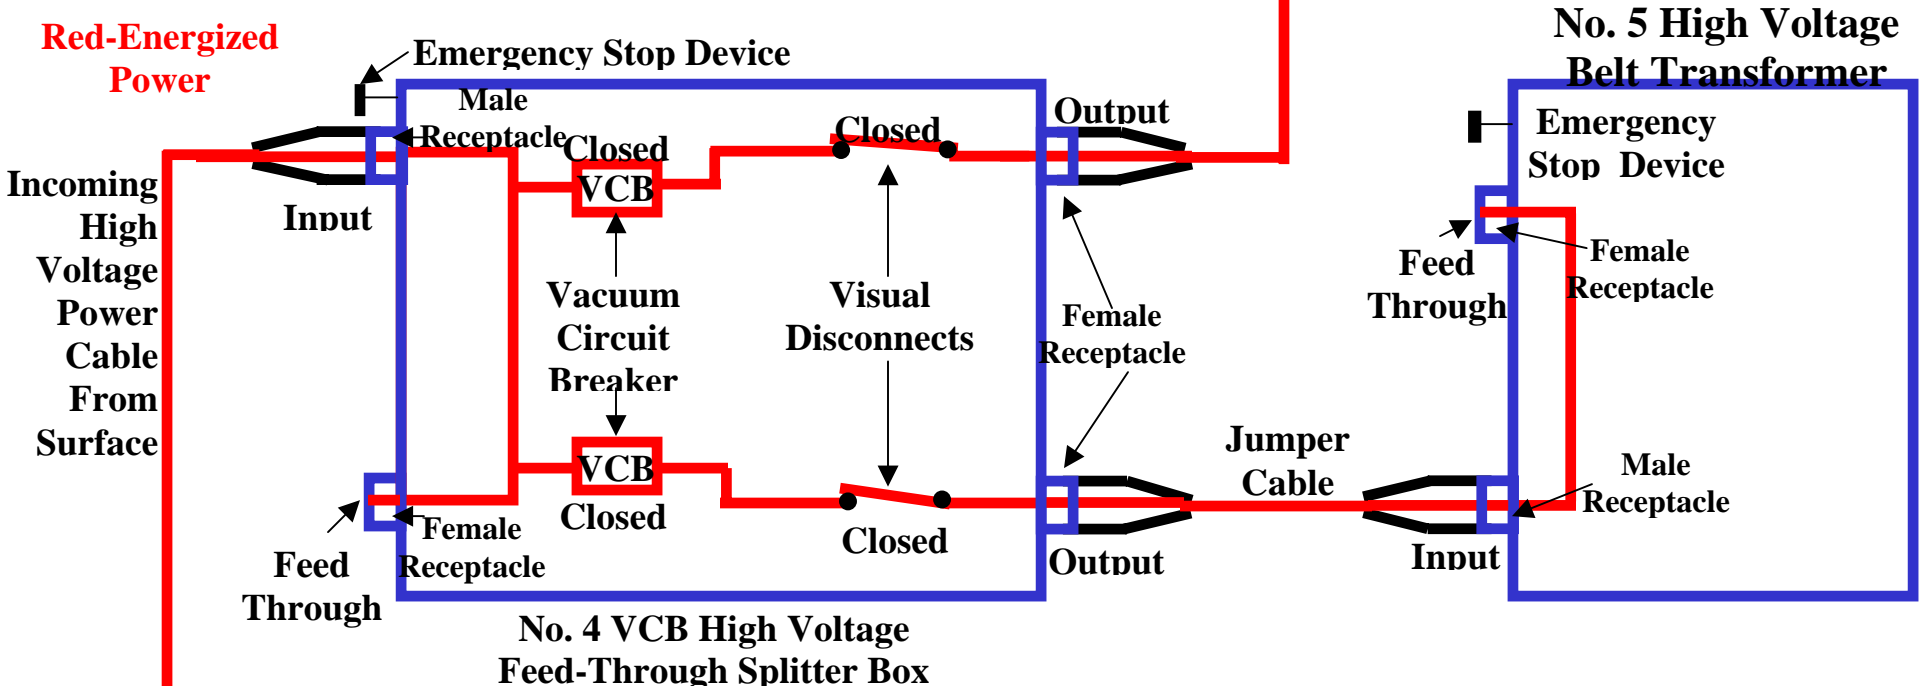 Red-Energized
Power
Emergency Stop Device
Male
Receptacle
Incoming
High
Voltage
Power
Cable
From
Surface
Input
Closed
VCB
Closed
Output
Vacuum
Circuit
Breaker
Visual
Disconnects
Female
Receptacle
VCB
Closed
Closed
Feed
Through
Female
Receptacle
Output
No. 4 VCB High Voltage
Feed-Through Splitter Box
Jumper
Cable
No. 5 High Voltage
Belt Transformer
Emergency
Stop Device
Feed
Through
Female
Receptacle
Male
Receptacle
Input